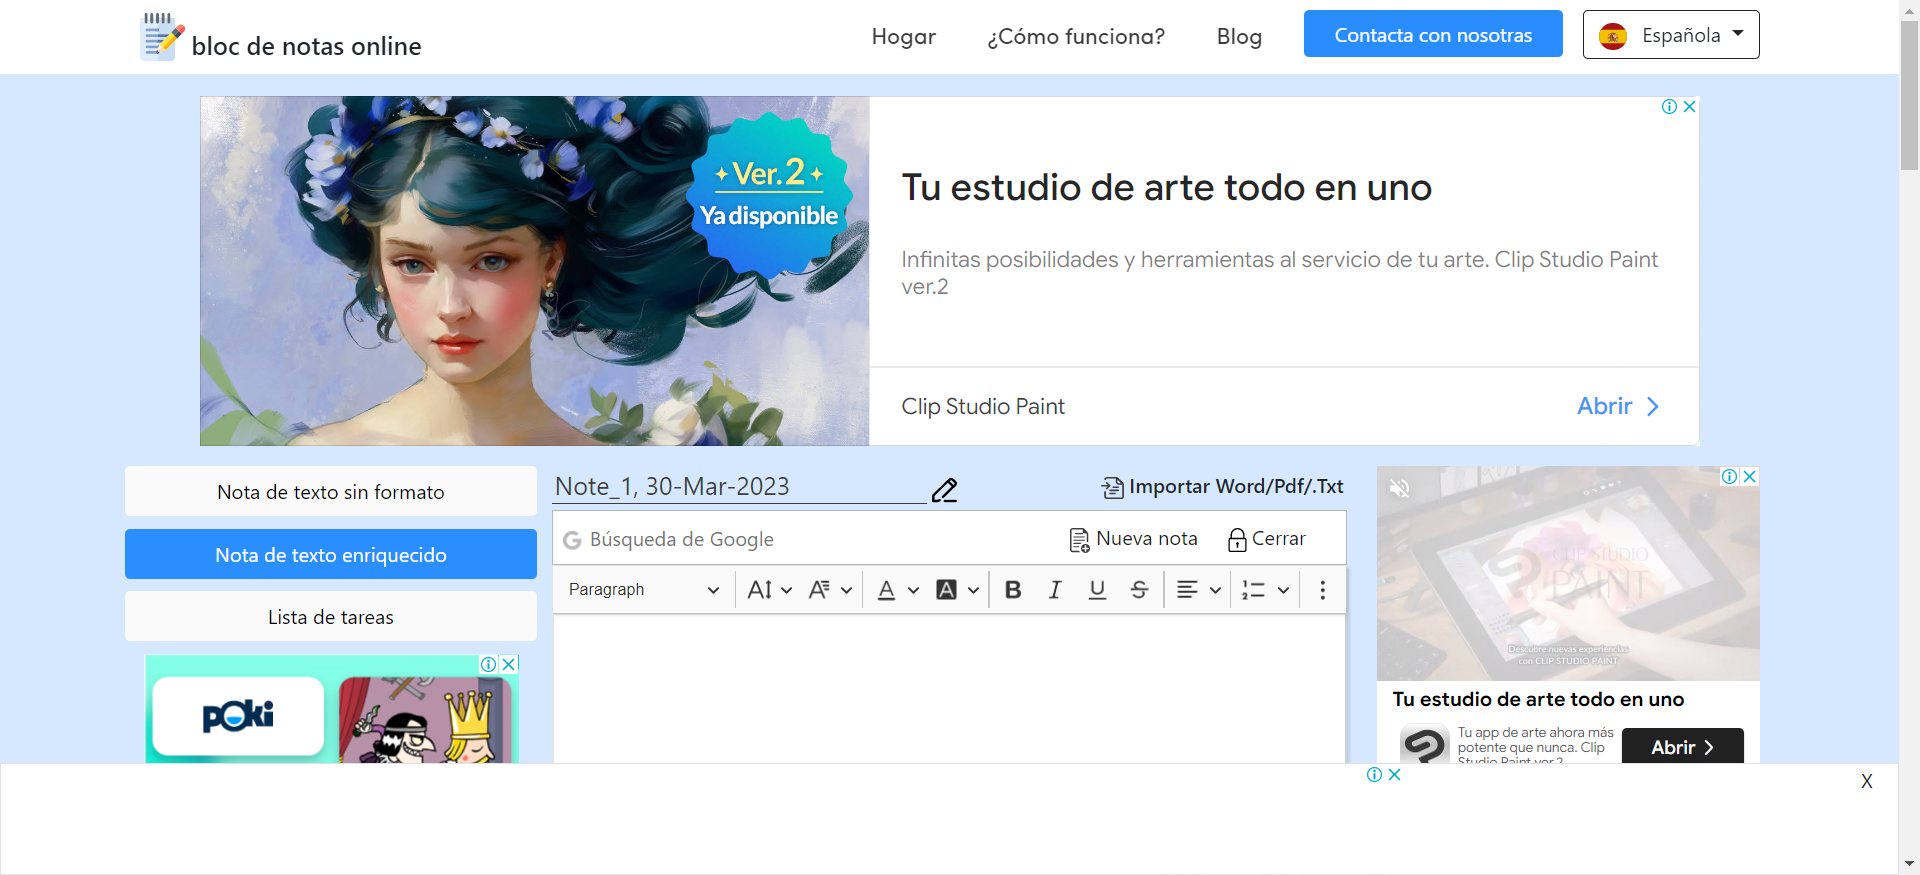 bloc de notas online
Hogar
¿Cómo funciona?
Blog
Contacta con nosotras
Española
Ver.2
Ya disponible
Tu estudio de arte todo en uno
Infinitas posibilidades y herramientas al servicio de tu arte. Clip Studio Paint
ver.2
Clip Studio Paint
Abrir
Nota de texto sin formato
Nota de texto enriquecido
Lista de tareas
poki
Note_1, 30-Mar-2023
Importar Word/Pdf/.Txt
G Búsqueda de Google
Nueva nota
Cerrar
Paragraph
A A A A B I U S
CLIP STUDIO
PAINT
Descubre nuevas experiencias
con CLIP STUDIO PAINT.
Tu estudio de arte todo en uno
Tu app de arte ahora más
potente que nunca. Clip
Studio Paint ver.2
Abrir
X